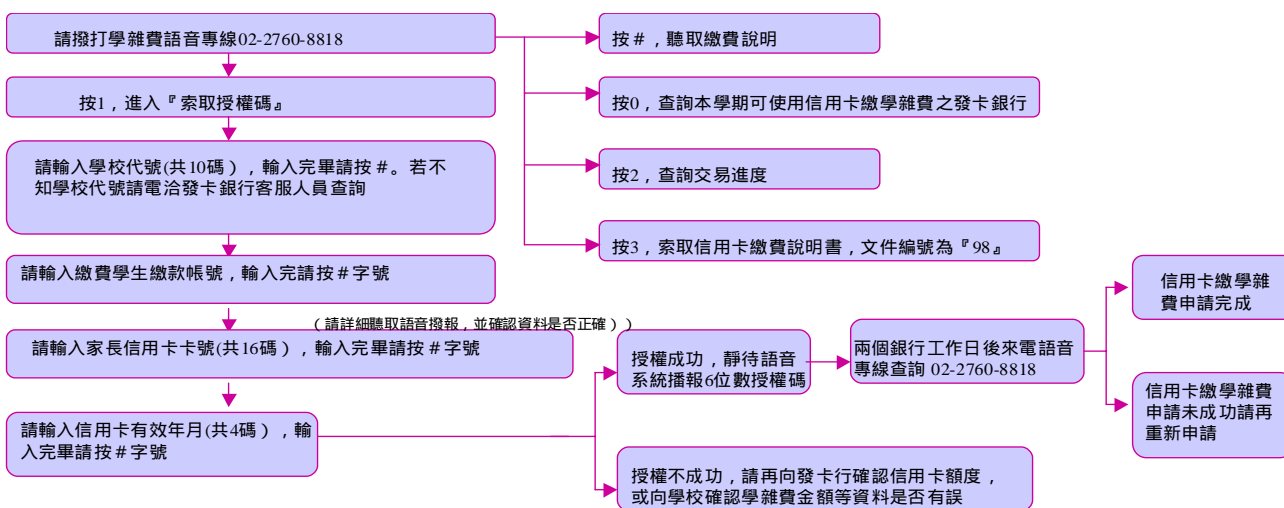 請撥打學雜費語音專線02-2760-8818
按1，進入『索取授權碼』
請輸入學校代號(共10碼），輸入完畢請按＃。若不
知學校代號請電洽發卡銀行客服人員查詢
請輸入繳費學生繳款帳號，輸入完請按＃字號
（請詳細聽取語音撥報，並確認資料是否正確））
請輸入家長信用卡卡號(共16碼），輸入完畢請按＃字號
請輸入信用卡有效年月(共4碼），輸
入完畢請按＃字號
按＃，聽取繳費說明
按0，查詢本學期可使用信用卡繳學雜費之發卡銀行
按2，查詢交易進度
按3，索取信用卡繳費說明書，文件編號為『98』
授權成功，靜待語音
系統播報6位數授權碼
授權不成功，請再向發卡行確認信用卡額度，
或向學校確認學雜費金額等資料是否有誤
兩個銀行工作日後來電語音
專線查詢 02-2760-8818
信用卡繳學雜
費申請完成
信用卡繳學雜費
申請未成功請再
重新申請